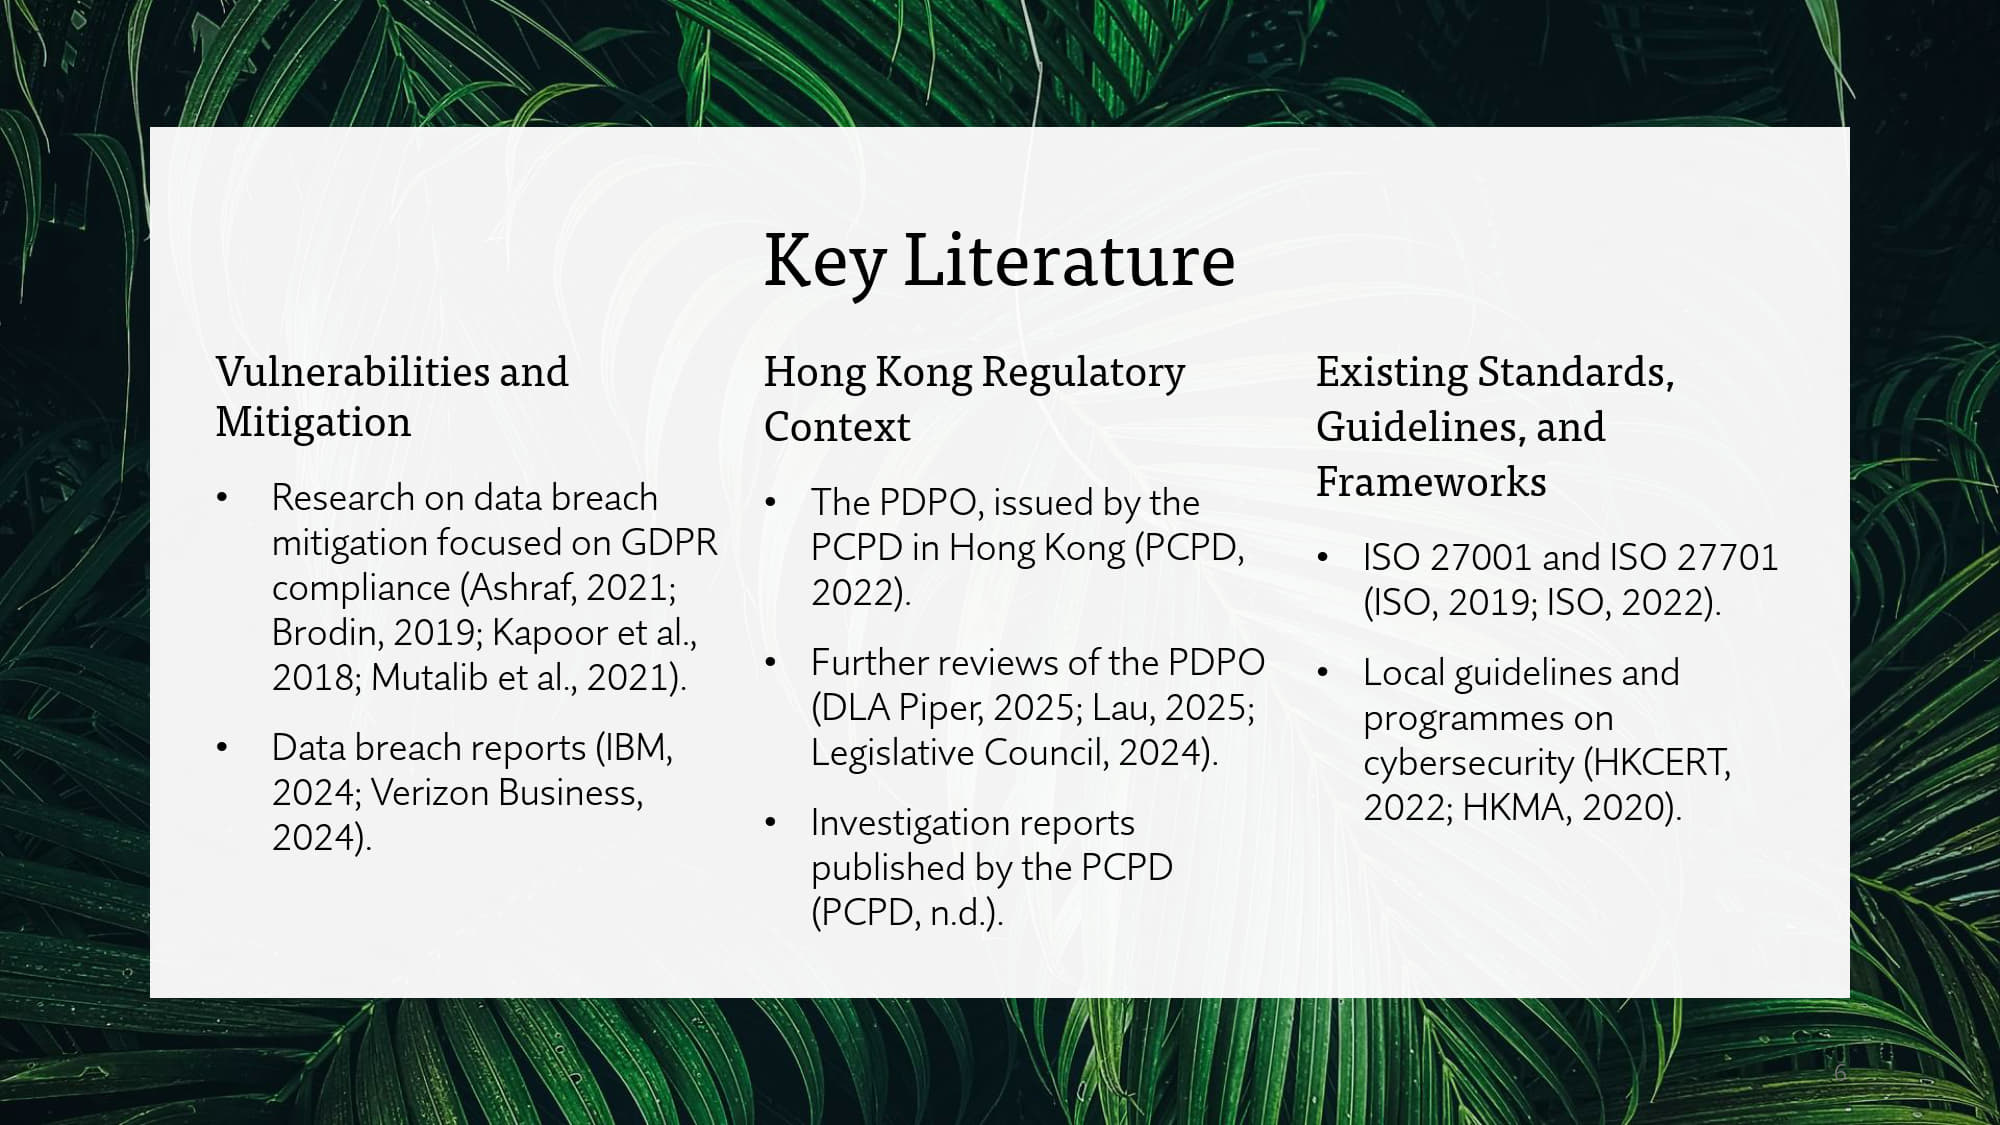 Key Literature
Vulnerabilities and
Mitigation
• Research on data breach
mitigation focused on GDPR
compliance (Ashraf, 2021;
Brodin, 2019; Kapoor et al.,
2018; Mutalib et al., 2021).
• Data breach reports (IBM,
2024; Verizon Business,
2024).
Hong Kong Regulatory
Context
• The PDPO, issued by the
PCPD in Hong Kong (PCPD,
2022).
• Further reviews of the PDPO
(DLA Piper, 2025; Lau, 2025;
Legislative Council, 2024).
• Investigation reports
published by the PCPD
(PCPD, n.d.).
Existing Standards,
Guidelines, and
Frameworks
• ISO 27001 and ISO 27701
(ISO, 2019; ISO, 2022).
• Local guidelines and
programmes on
cybersecurity (HKCERT,
2022; HKMA, 2020).
6